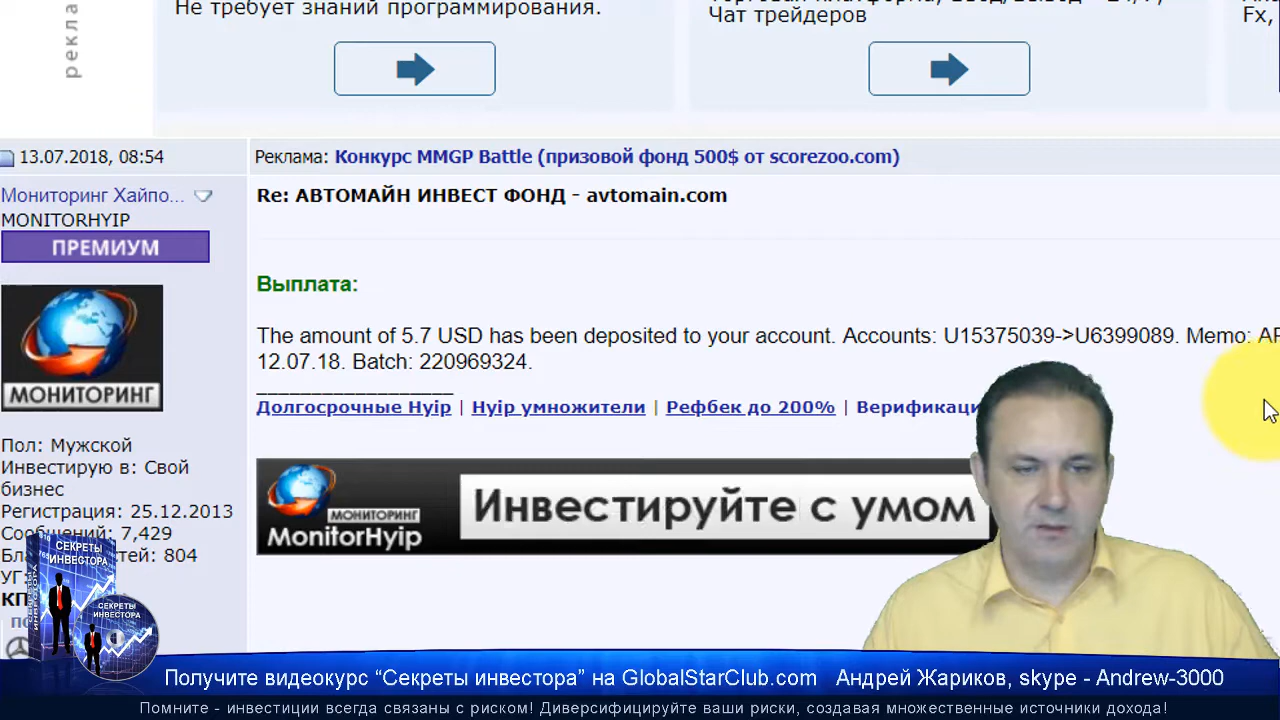 рекла
Не требует знаний программирования.
Чат трейдеров
Fx,
13.07.2018, 08:54
Реклама: Конкурс MMGP Battle (призовой фонд 500$ от scorezoo.com)
Мониторинг Хайпо...
MONITORHYIP
ПРЕМИУМ
МОНИТОРИНГ
Re: АВТОМАЙН ИНВЕСТ ФОНД - avtomain.com
Выплата:
The amount of 5.7 USD has been deposited to your account. Accounts: U15375039->U6399089. Memo:
12.07.18. Batch: 220969324.
Долгосрочные Hyip | Hyip умножители | Рефбек до 200% | Верификаци
МОНИТОРИНГ
MonitorHyip
Инвестируйте с умом
Пол: Мужской
Инвестирую в: Свой
бизнес
Регистрация: 25.12.2013
7,429
804
УГ:
КП
СЕКРЕТЫ
ИНВЕСТОРА
СЕКРЕТЫ
ИНВЕСТОРА
Получите видеокурс “Секреты инвестора” на GlobalStarClub.com Андрей Жариков, skype - Andrew-3000
Помните - инвестиции всегда связаны с риском! Диверсифицируйте ваши риски, создавая множественные источники дохода!